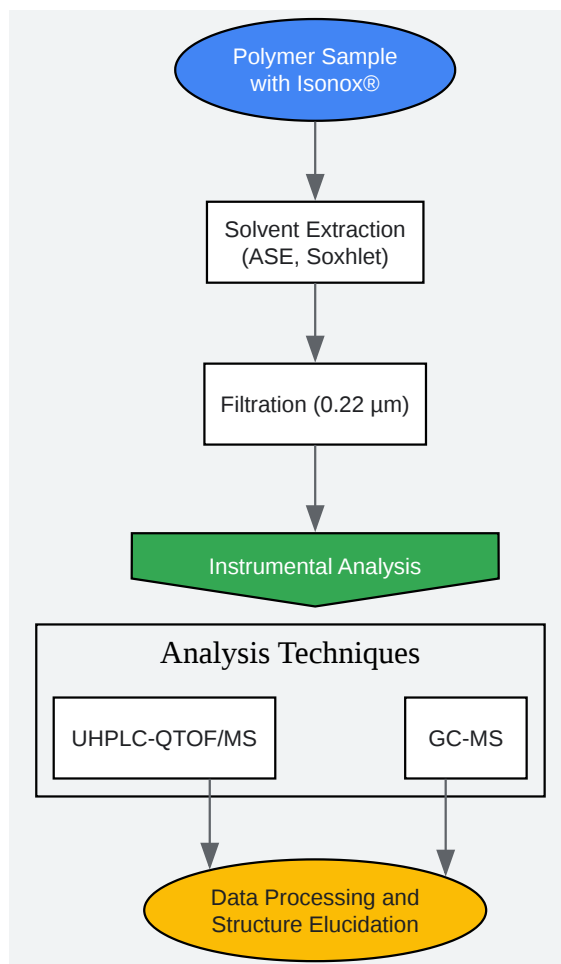 Polymer Sample
with Isonox®
Solvent Extraction
(ASE, Soxhlet)
Filtration (0.22 µm)
Instrumental Analysis
Analysis Techniques
UHPLC-QTOF/MS
GC-MS
Data Processing and
Structure Elucidation